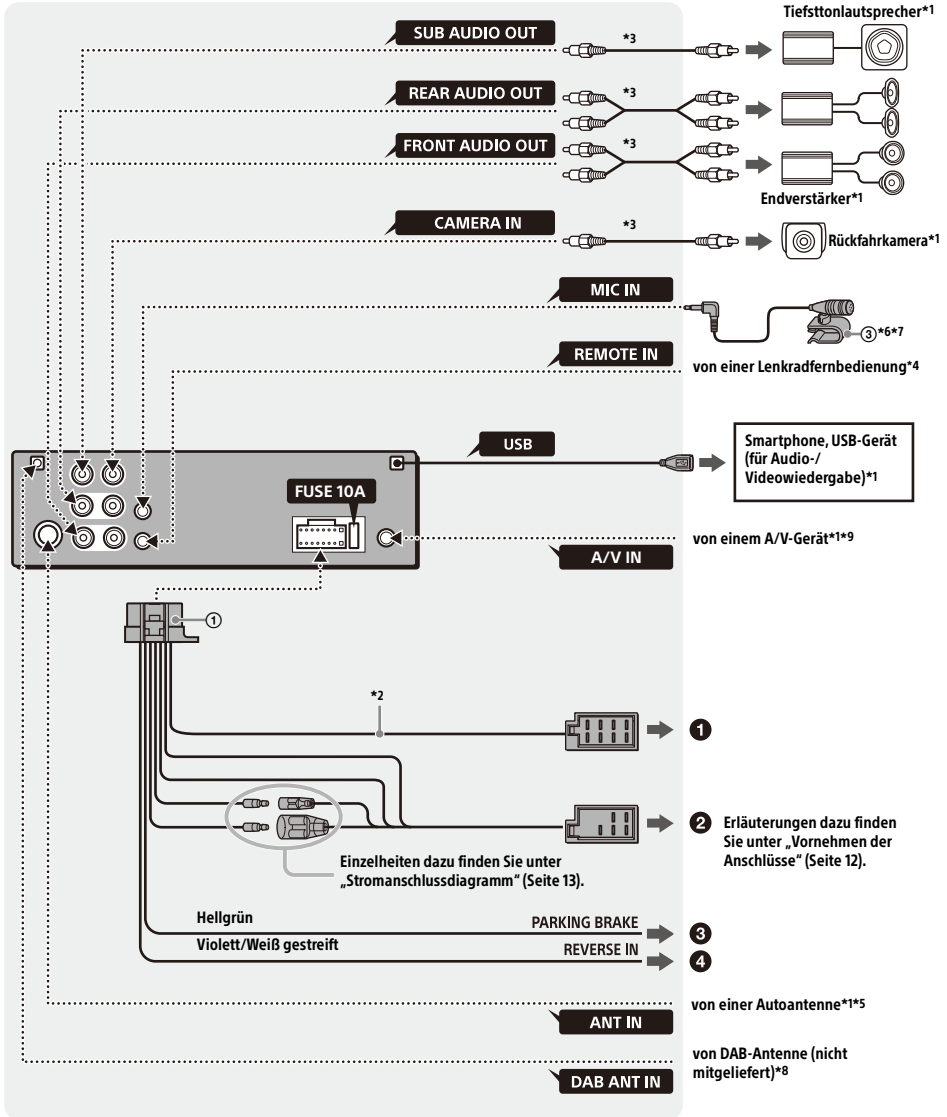 Tiefsttonlautsprecher*1
SUB AUDIO OUT
*3
REAR AUDIO OUT
*3
FRONT AUDIO OUT
*3
Endverstärker*1
CAMERA IN
*3
Rückfahrkamera*1
MIC IN
③*6*7
REMOTE IN
von einer Lenkradfernbedienung*4
USB
Smartphone, USB-Gerät
(für Audio-/
Videowiedergabe)*1
FUSE 10A
von einem A/V-Gerät*1*9
A/V IN
①
*2
❶
❷ Erläuterungen dazu finden
Sie unter „Vornehmen der
Anschlüsse“ (Seite 12).
Einzelheiten dazu finden Sie unter
„Stromanschlussdiagramm“ (Seite 13).
Hellgrün
PARKING BRAKE
❸
Violett/Weiß gestreift
REVERSE IN
❹
von einer Autoantenne*1*5
ANT IN
von DAB-Antenne (nicht
mitgeliefert)*8
DAB ANT IN